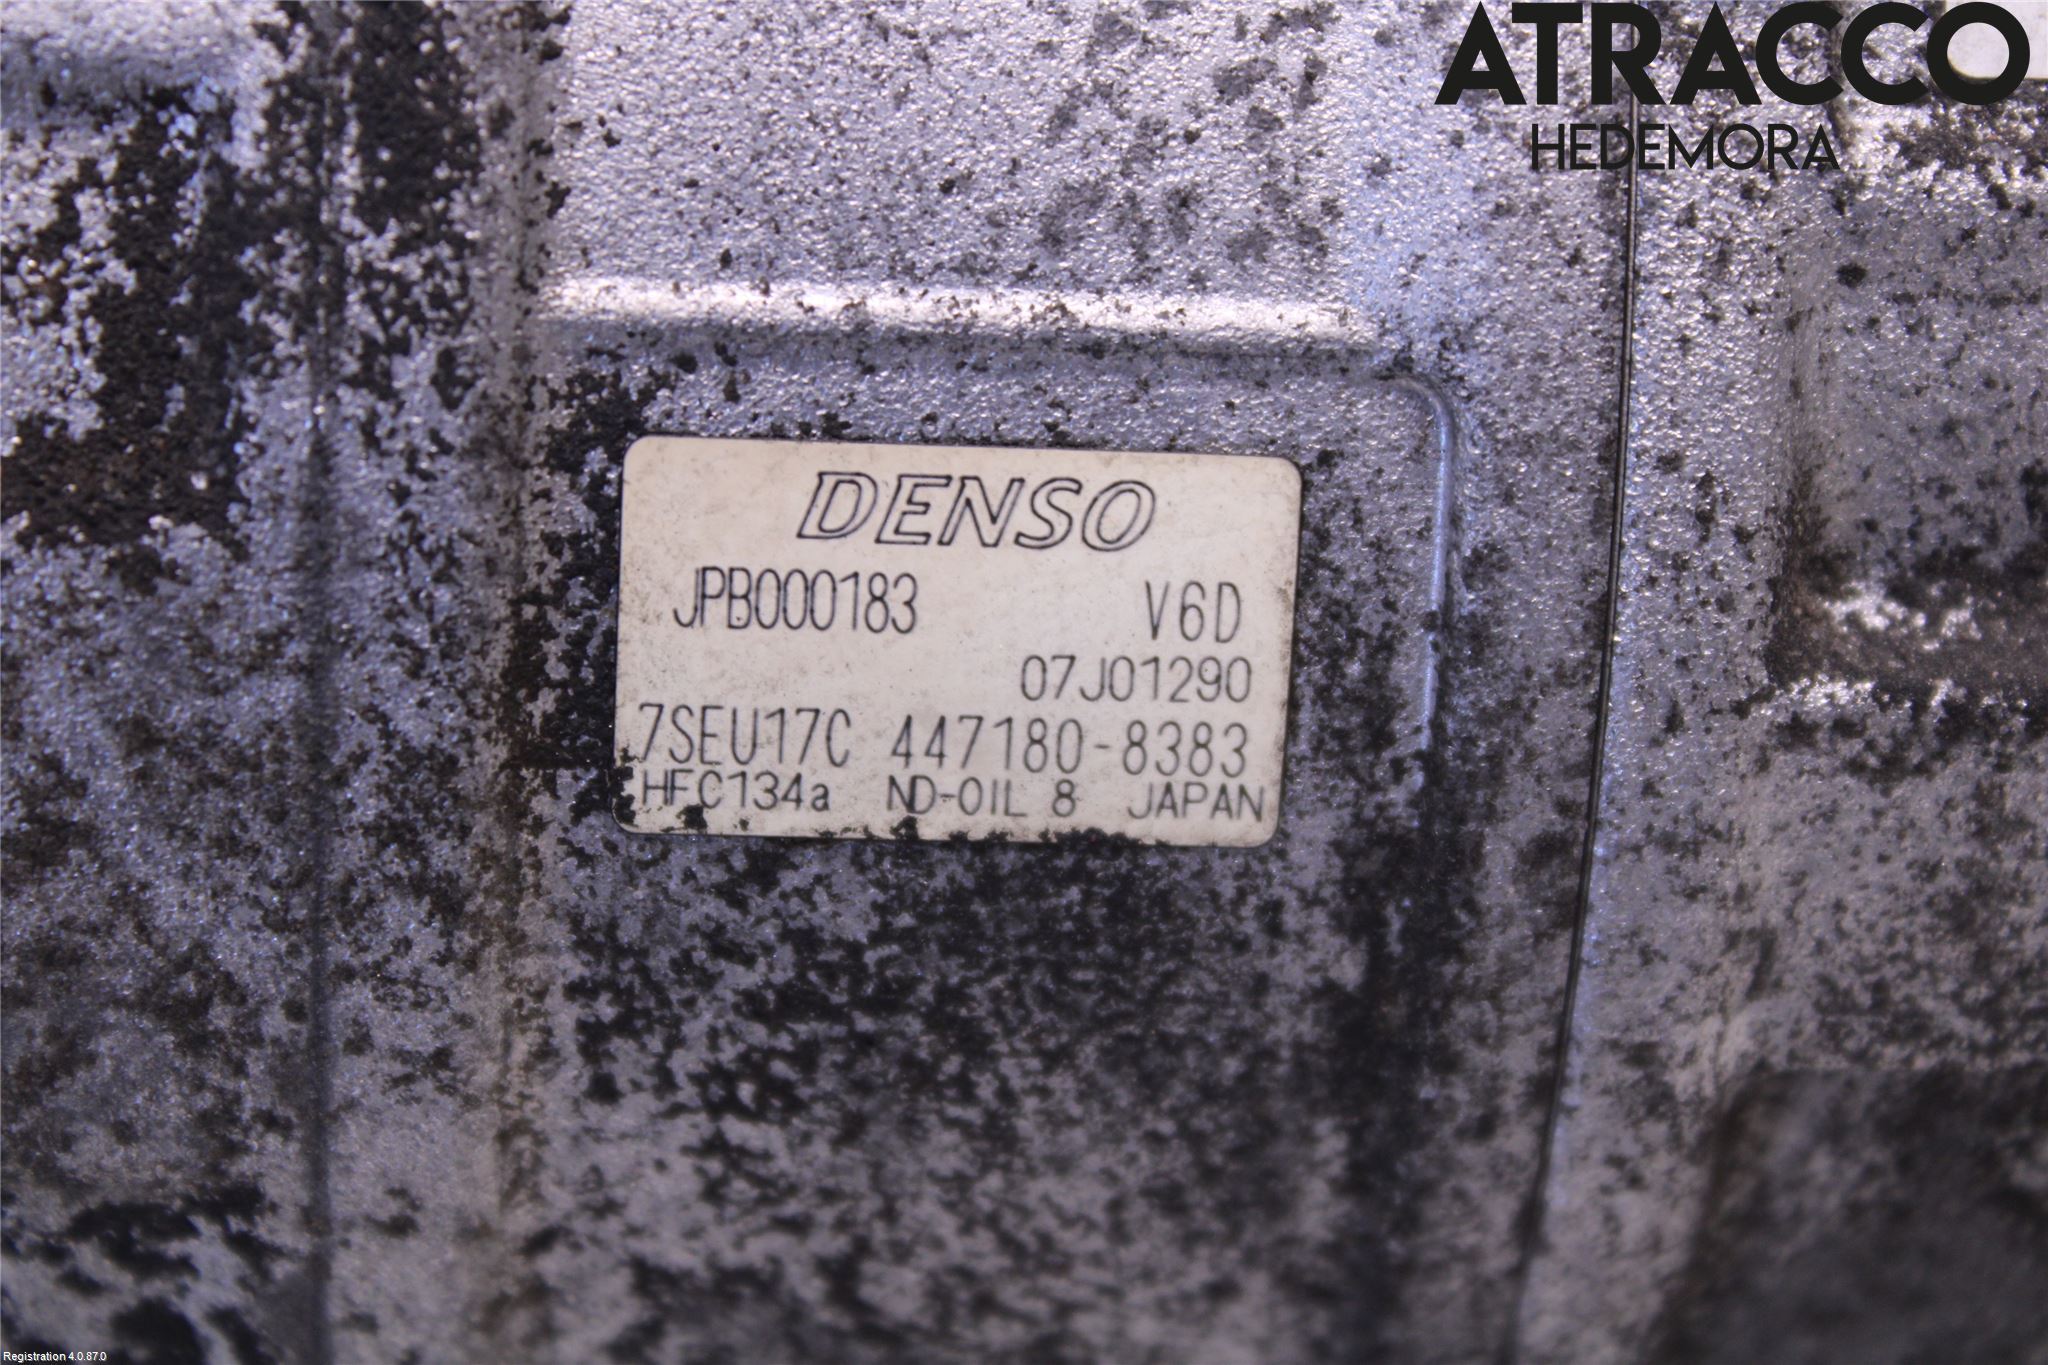 ATRACCO
HEDEMORA
DENSO
JPB000183 V6D
07J01290
7SEU17C 447180-8383
HFC134a ND-OIL 8 JAPAN
Registration 4.0.87.0